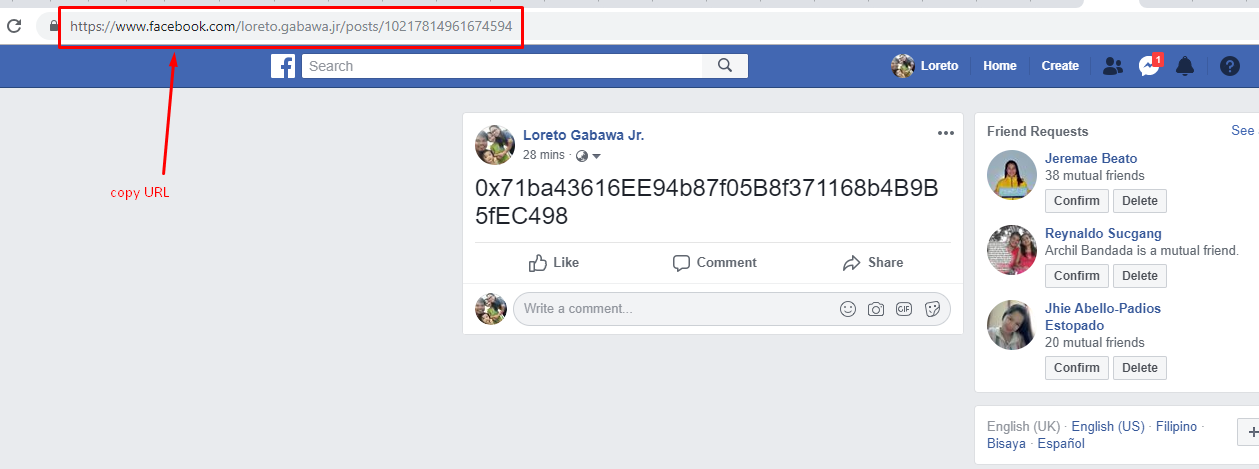 https://www.facebook.com/loreto.gabawa.jr/posts/10217814961674594
Search
Loreto
Home
Create
1
copy URL
Loreto Gabawa Jr.
28 mins ·
0x71ba43616EE94b87f05B8f371168b4B9B
5fEC498
Like
Comment
Share
Write a comment...
GIF
Friend Requests
See
Jeremae Beato
38 mutual friends
Confirm
Delete
Reynaldo Sucgang
Archil Bandada is a mutual friend.
Confirm
Delete
Jhie Abello-Padios
Estopado
20 mutual friends
Confirm
Delete
English (UK) · English (US) · Filipino ·
Bisaya · Español